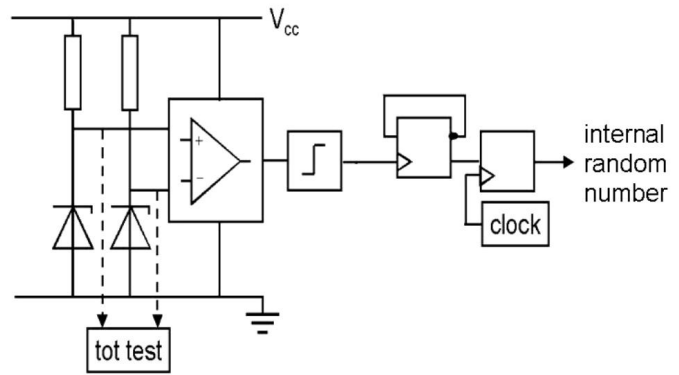 Vcc
+
−
internal
random
number
clock
tot test